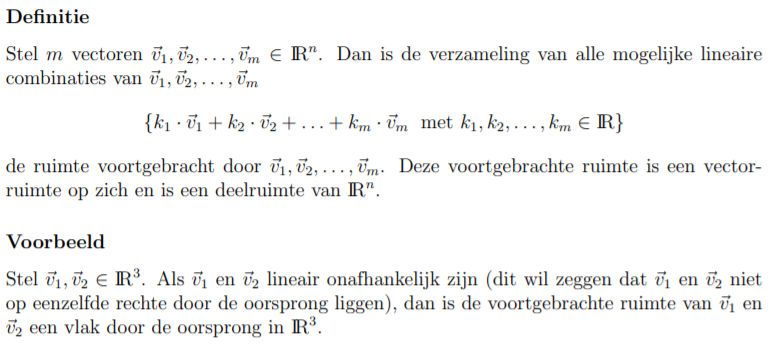 Definitie
Stel $m$ vectoren $\vec{v}_1, \vec{v}_2, \ldots, \vec{v}_m \in \mathbb{R}^n$. Dan is de verzameling van alle mogelijke lineaire
combinaties van $\vec{v}_1, \vec{v}_2, \ldots, \vec{v}_m$
$\{k_1 \cdot \vec{v}_1 + k_2 \cdot \vec{v}_2 + \ldots + k_m \cdot \vec{v}_m \text{ met } k_1, k_2, \ldots, k_m \in \mathbb{R}\}$
de ruimte voortgebracht door $\vec{v}_1, \vec{v}_2, \ldots, \vec{v}_m$. Deze voortgebrachte ruimte is een vector-
ruimte op zich en is een deelruimte van $\mathbb{R}^n$.
Voorbeeld
Stel $\vec{v}_1, \vec{v}_2 \in \mathbb{R}^3$. Als $\vec{v}_1$ en $\vec{v}_2$ lineair onafhankelijk zijn (dit wil zeggen dat $\vec{v}_1$ en $\vec{v}_2$ niet
op eenzelfde rechte door de oorsprong liggen), dan is de voortgebrachte ruimte van $\vec{v}_1$ en
$\vec{v}_2$ een vlak door de oorsprong in $\mathbb{R}^3$.